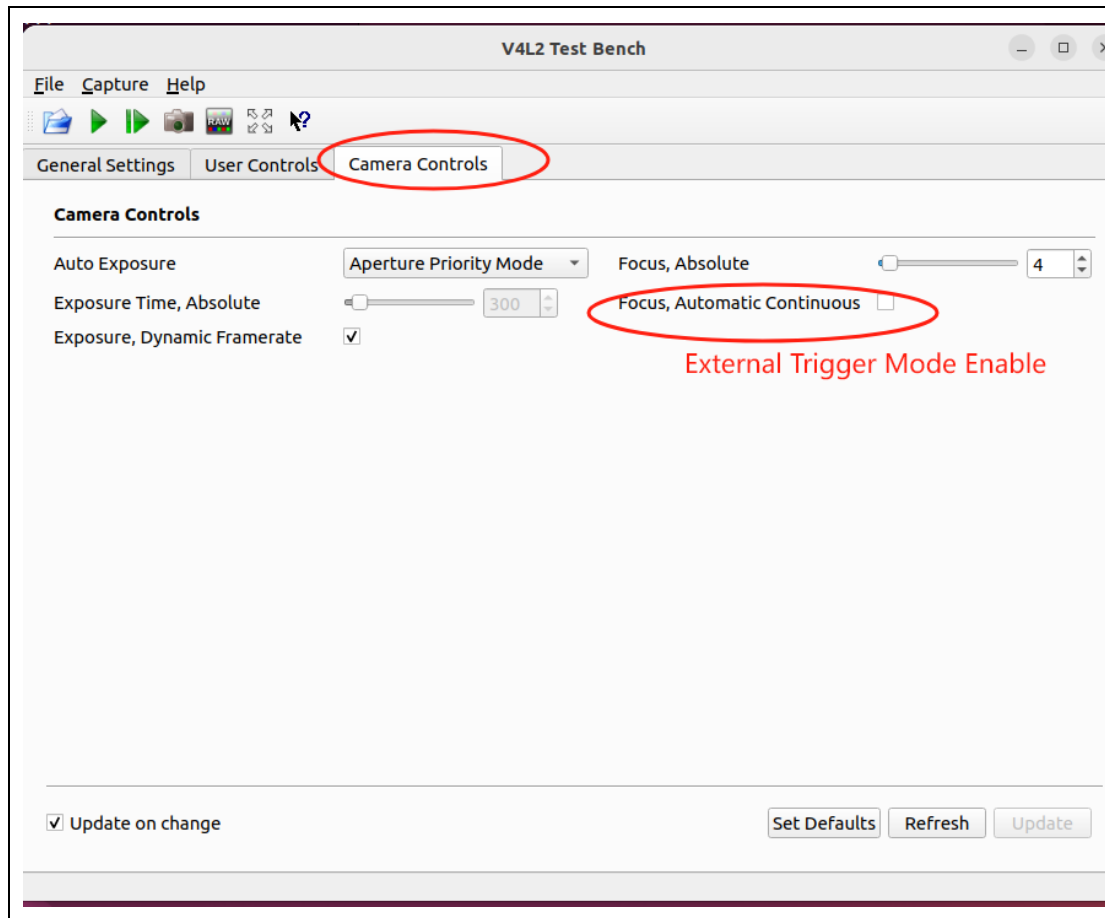 V4L2 Test Bench
File Capture Help
RAW
General Settings User Controls Camera Controls
Camera Controls
Auto Exposure Aperture Priority Mode Focus, Absolute 4
Exposure Time, Absolute 300 Focus, Automatic Continuous
Exposure, Dynamic Framerate
External Trigger Mode Enable
Update on change Set Defaults Refresh Update